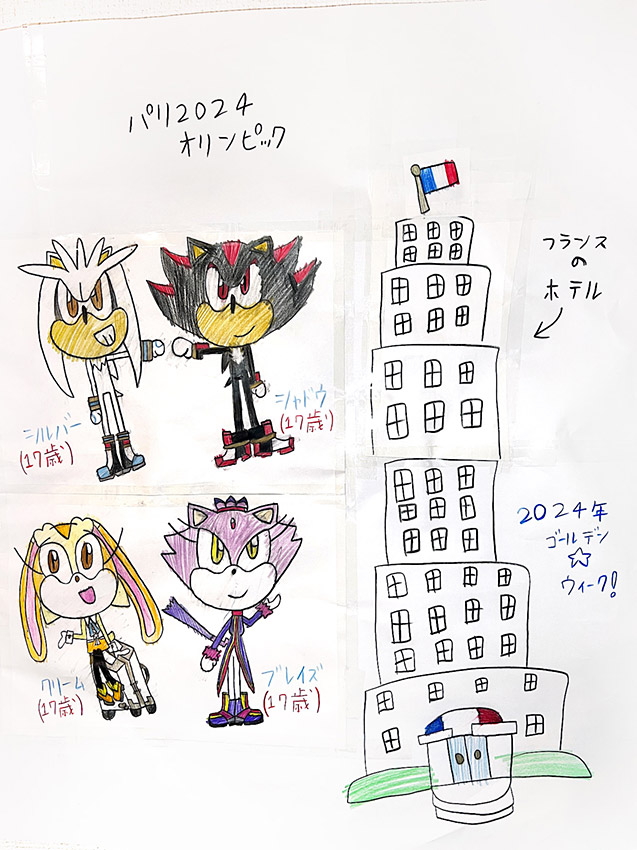 パリ2024
オリンピック
フランス
の
ホテル
シルバー
(17歳)
シャドウ
(17歳)
2024年
ゴールデン
☆
ウィーク!
クリーム
(17歳)
ブレイズ
(17歳)